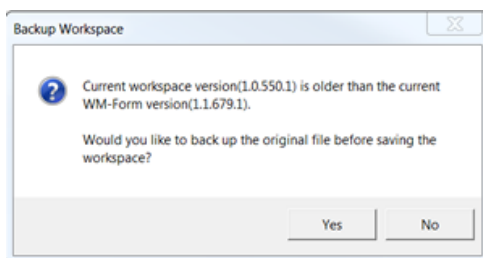 Backup Workspace
Current workspace version(1.0.550.1) is older than the current
WM-Form version(1.1.679.1).
Would you like to back up the original file before saving the
workspace?
Yes No